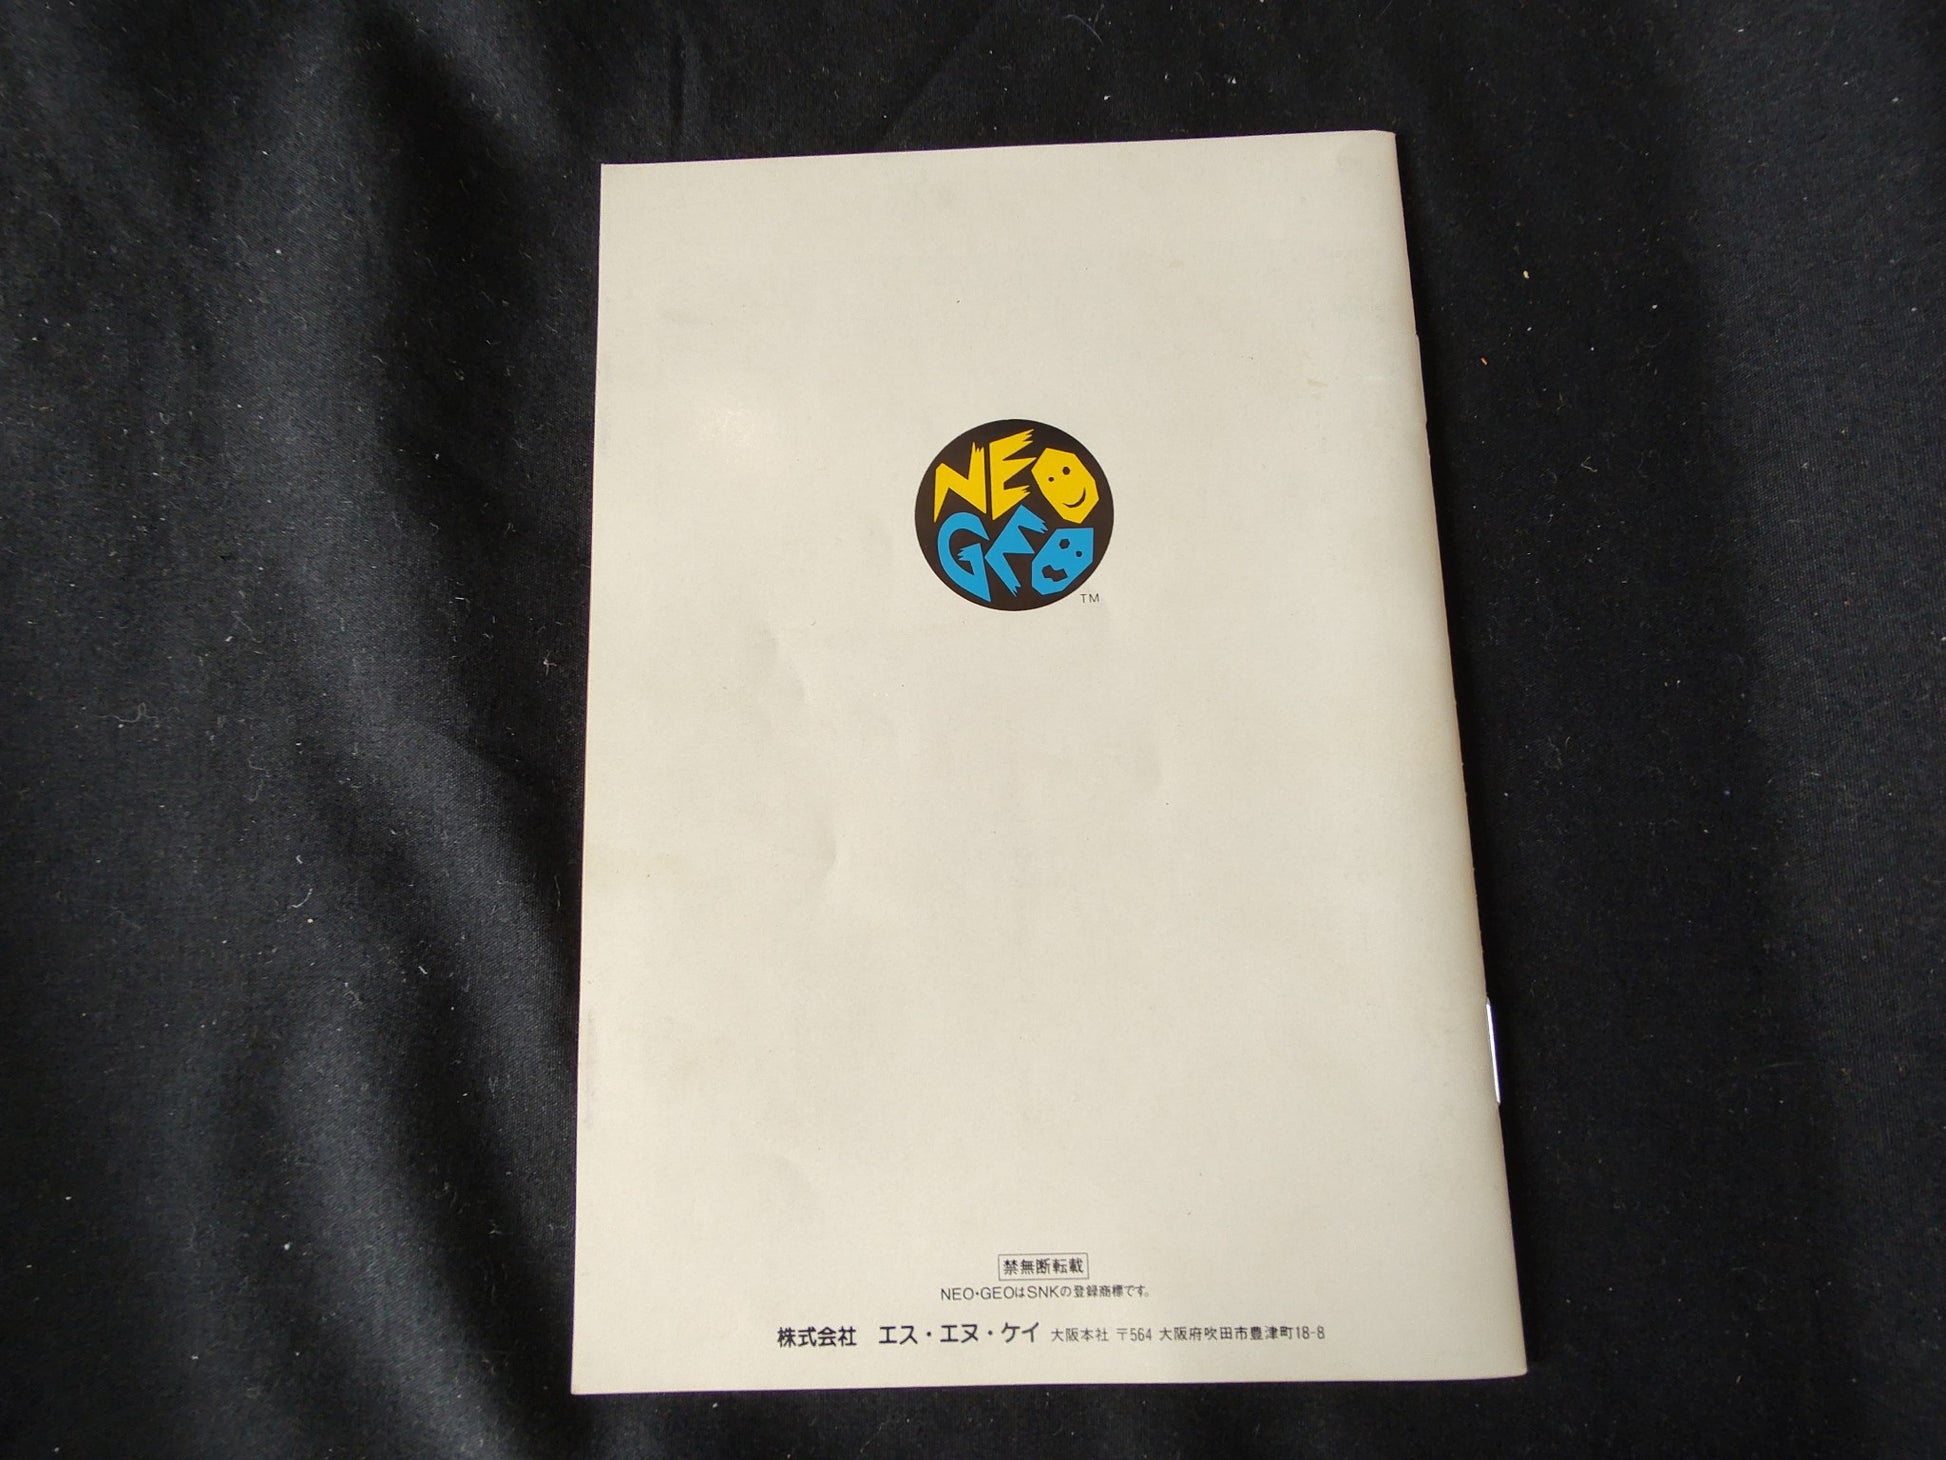 NEO
GEO
TM
禁無断転載
NEO・GEOはSNKの登録商標です。
株式会社 エス・エヌ・ケイ 大阪本社 〒564 大阪府吹田市豊津町18-8